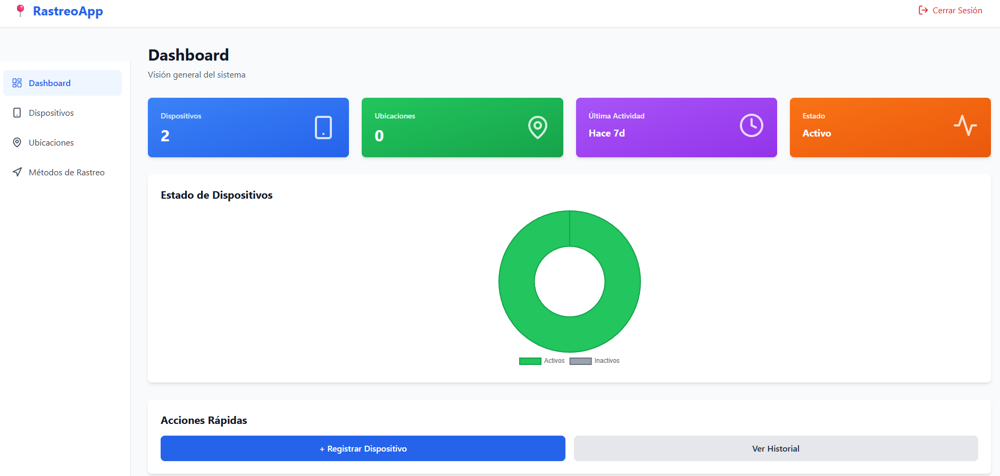 RastreoApp
Cerrar Sesión
Dashboard
Dispositivos
Ubicaciones
Métodos de Rastreo
Dashboard
Visión general del sistema
Dispositivos
2
Ubicaciones
0
Última Actividad
Hace 7d
Estado
Activo
Estado de Dispositivos
Activos
Inactivos
Acciones Rápidas
+ Registrar Dispositivo
Ver Historial